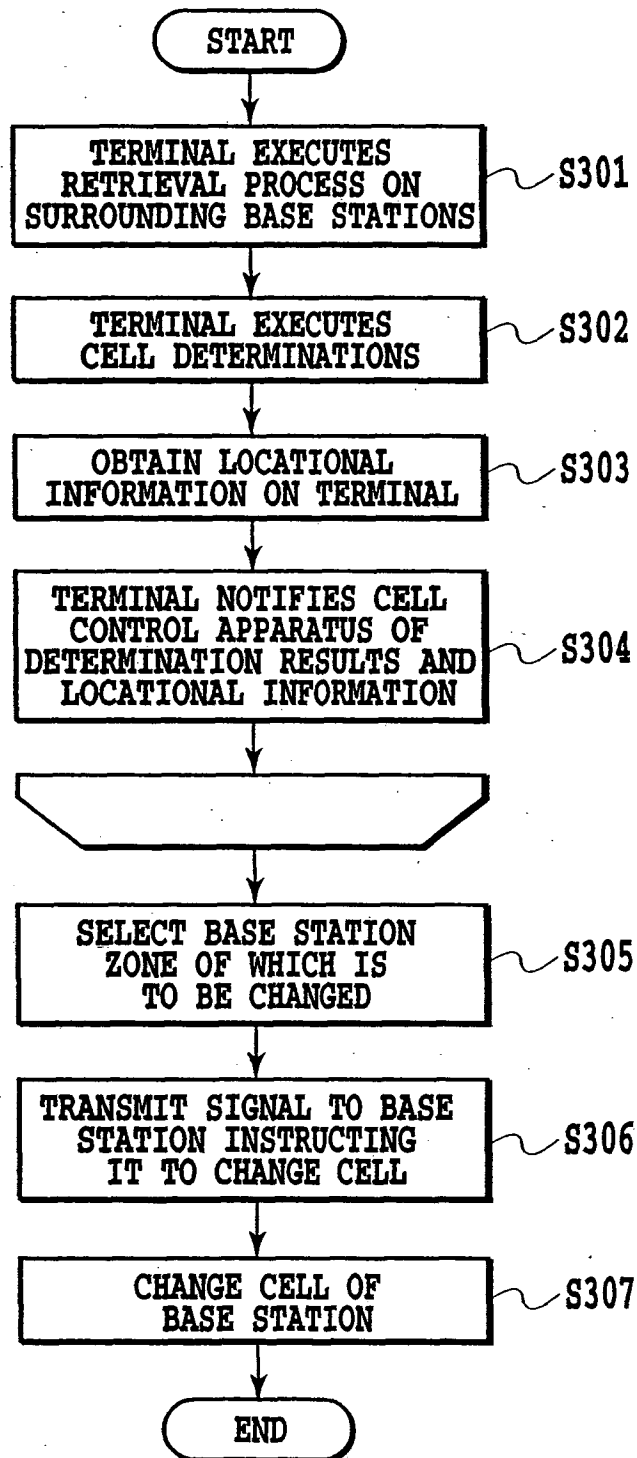 START
TERMINAL EXECUTES
RETRIEVAL PROCESS ON
SURROUNDING BASE STATIONS
S301
TERMINAL EXECUTES
CELL DETERMINATIONS
S302
OBTAIN LOCATIONAL
INFORMATION ON TERMINAL
S303
TERMINAL NOTIFIES CELL
CONTROL APPARATUS OF
DETERMINATION RESULTS AND
LOCATIONAL INFORMATION
S304
SELECT BASE STATION
ZONE OF WHICH IS
TO BE CHANGED
S305
TRANSMIT SIGNAL TO BASE
STATION INSTRUCTING
IT TO CHANGE CELL
S306
CHANGE CELL OF
BASE STATION
S307
END